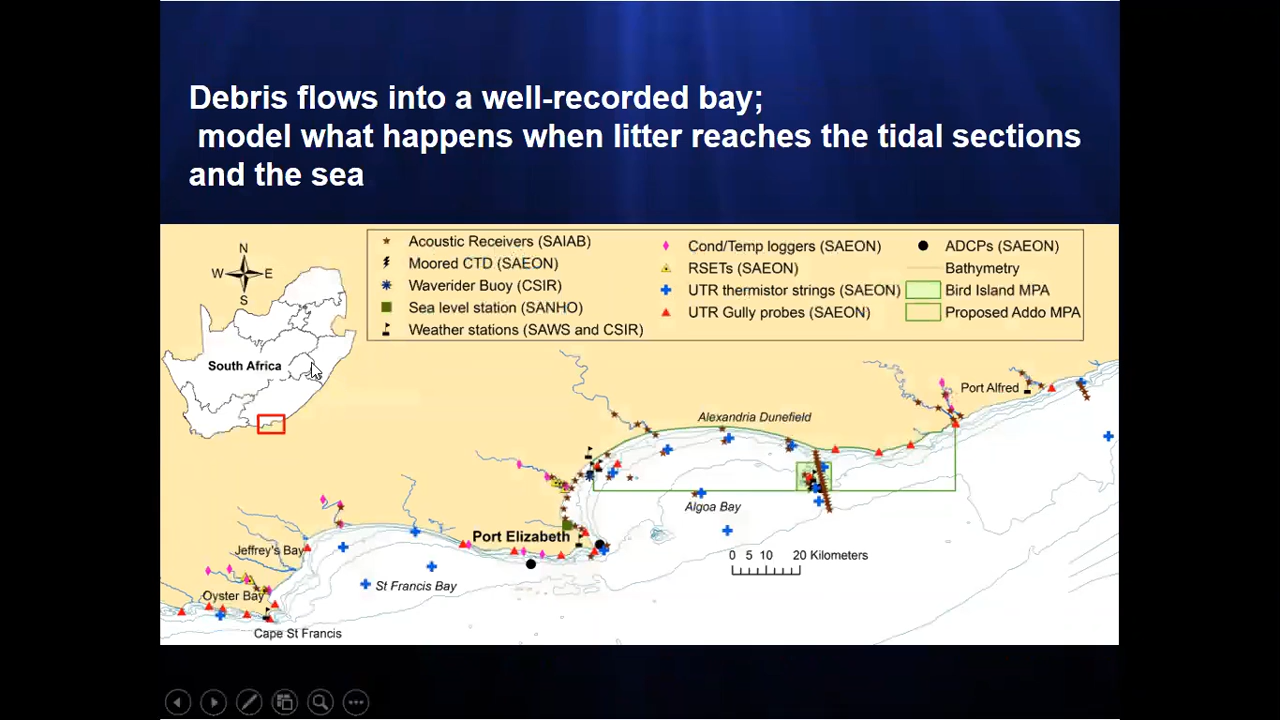 Debris flows into a well-recorded bay;
model what happens when litter reaches the tidal sections
and the sea
N
W E
S
South Africa
Acoustic Receivers (SAIAB)
Moored CTD (SAEON)
Waverider Buoy (CSIR)
Sea level station (SANHO)
Weather stations (SAWS and CSIR)
Cond/Temp loggers (SAEON)
RSETs (SAEON)
UTR thermistor strings (SAEON)
UTR Gully probes (SAEON)
ADCPs (SAEON)
Bathymetry
Bird Island MPA
Proposed Addo MPA
Port Alfred
Alexandria Dunefield
Algoa Bay
Port Elizabeth
0 5 10 20 Kilometers
Jeffrey's Bay
St Francis Bay
Oyster Bay
Cape St Francis